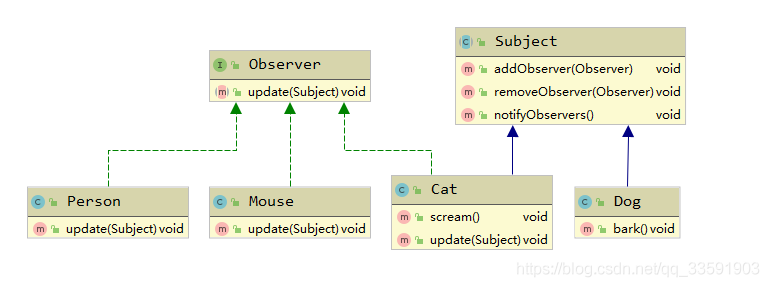 Observer
update(Subject) void
Subject
addObserver(Observer) void
removeObserver(Observer) void
notifyObservers() void
Person
update(Subject) void
Mouse
update(Subject) void
Cat
scream() void
update(Subject) void
Dog
bark() void
https://blog.csdn.net/qq_33591903